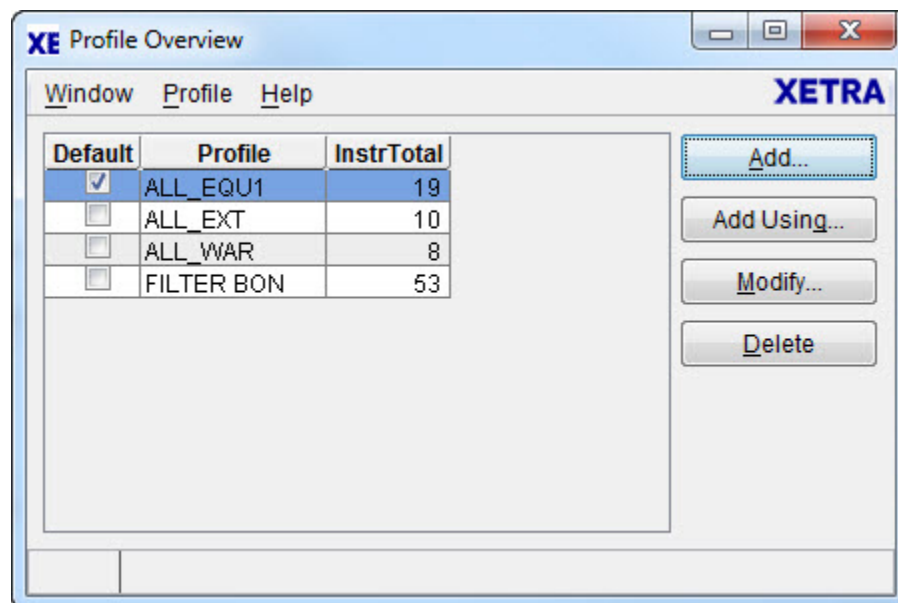 XE Profile Overview
Window Profile Help
XETRA
Default Profile InstrTotal
ALL_EQU1 19
ALL_EXT 10
ALL_WAR 8
FILTER BON 53
Add...
Add Using...
Modify...
Delete